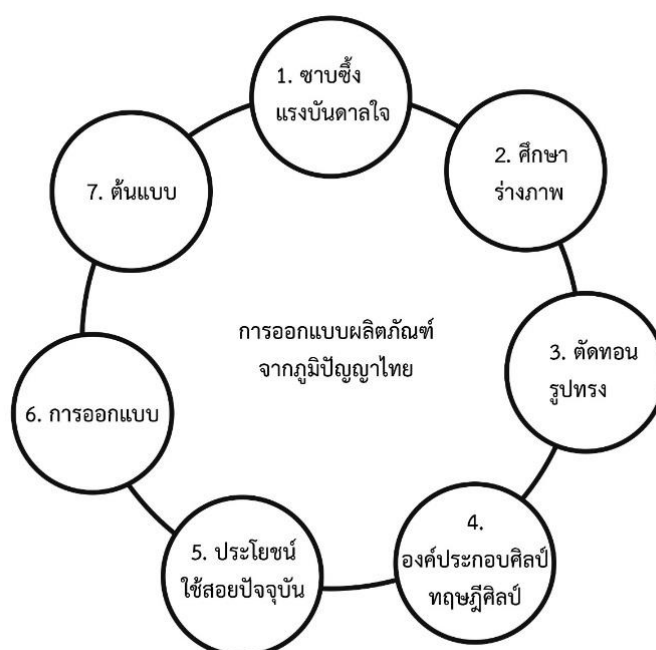 1. ซาบซึ้ง
แรงบันดาลใจ
2. ศึกษา
ร่างภาพ
3. ตัดทอน
รูปทรง
4.
องค์ประกอบศิลป์
ทฤษฎีศิลป์
5. ประโยชน์
ใช้สอยปัจจุบัน
6. การออกแบบ
7. ต้นแบบ
การออกแบบผลิตภัณฑ์
จากภูมิปัญญาไทย